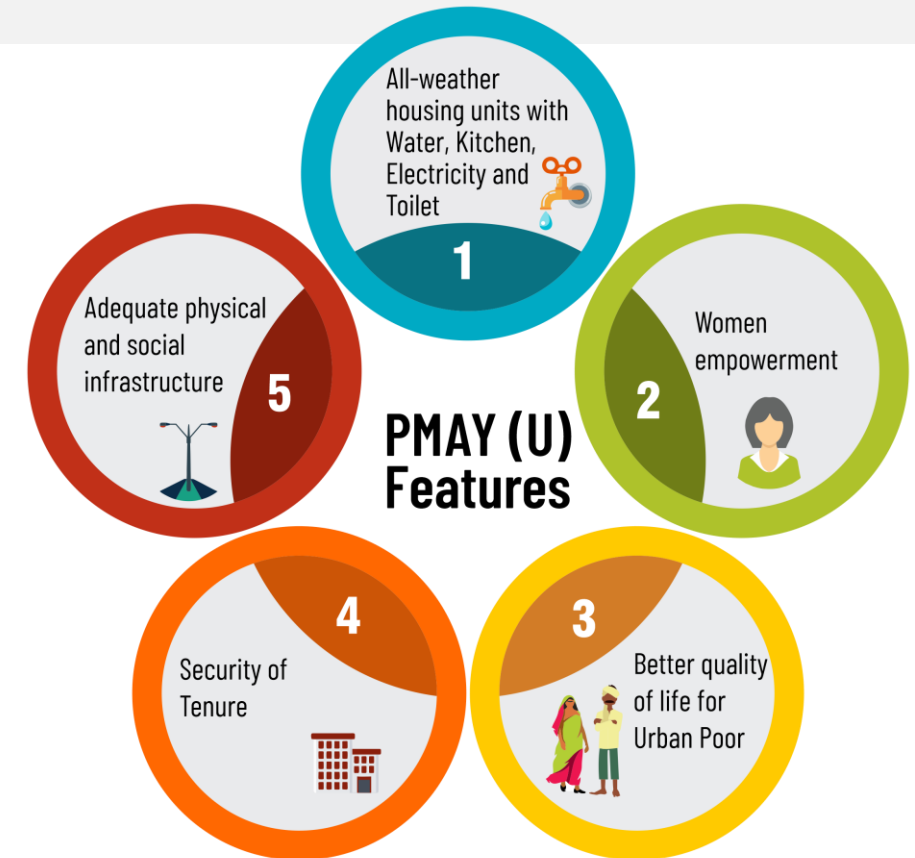 All-weather
housing units with
Water, Kitchen,
Electricity and
Toilet
1
Women
empowerment
2
Better quality
of life for
Urban Poor
3
Security of
Tenure
4
Adequate physical
and social
infrastructure
5
PMAY (U)
Features